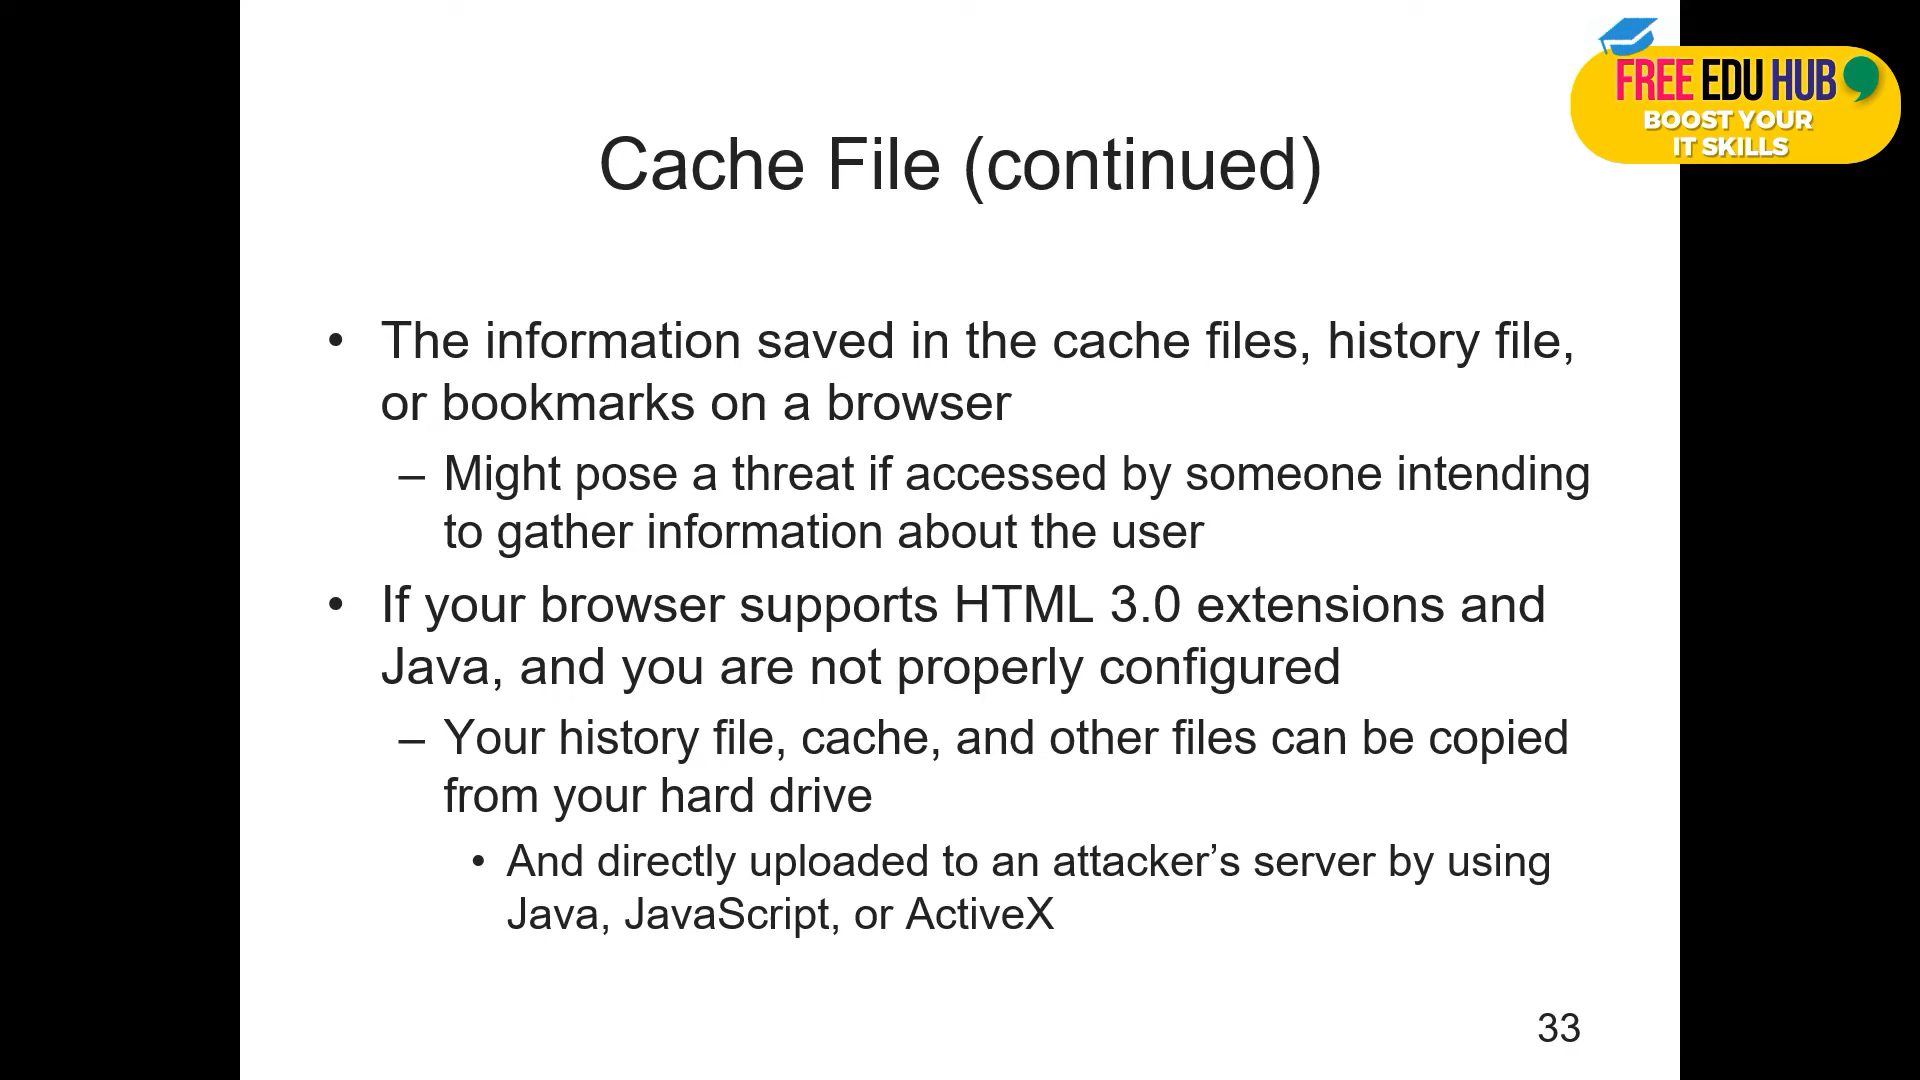 FREE EDU HUB
BOOST YOUR
IT SKILLS
Cache File (continued)
• The information saved in the cache files, history file,
or bookmarks on a browser
– Might pose a threat if accessed by someone intending
to gather information about the user
• If your browser supports HTML 3.0 extensions and
Java, and you are not properly configured
– Your history file, cache, and other files can be copied
from your hard drive
• And directly uploaded to an attacker’s server by using
Java, JavaScript, or ActiveX
33